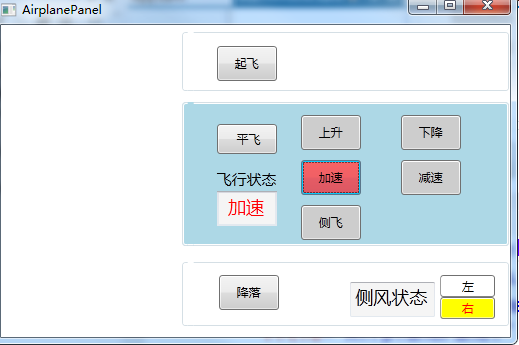 AirplanePanel
起飞
平飞
上升
下降
飞行状态
加速
减速
加速
侧飞
降落
侧风状态
左
右